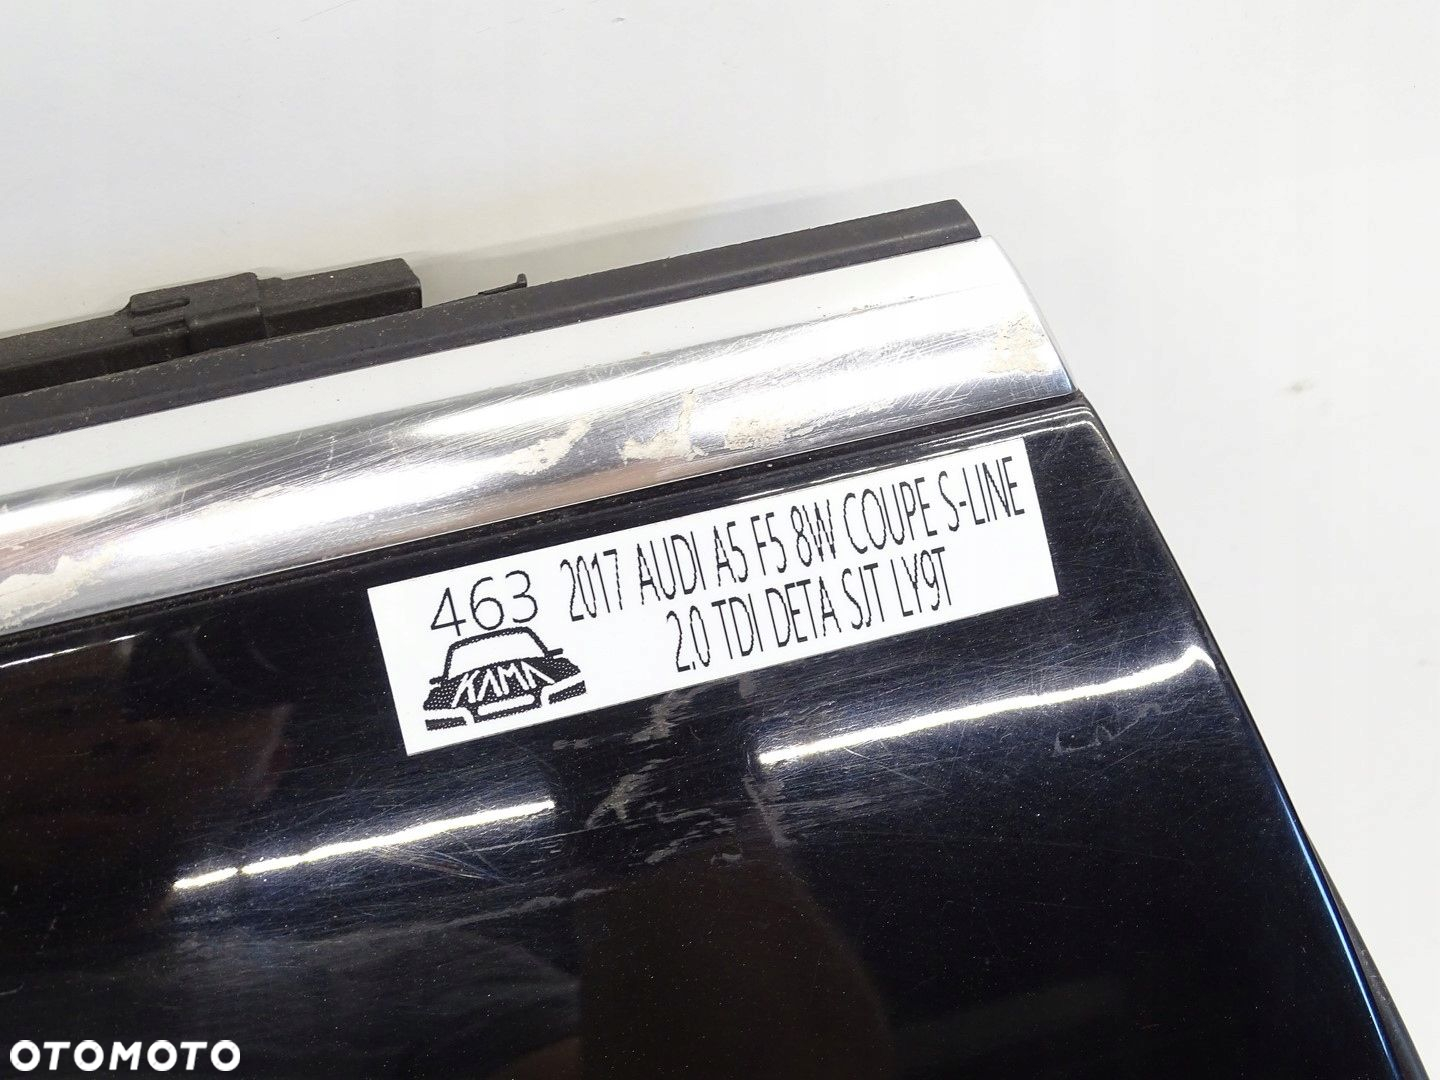 463 2017 AUDI A5 F5 8W COUPE S-LINE
KAMA 2.0 TDI DETA SJT LY9T
OTOMOTO